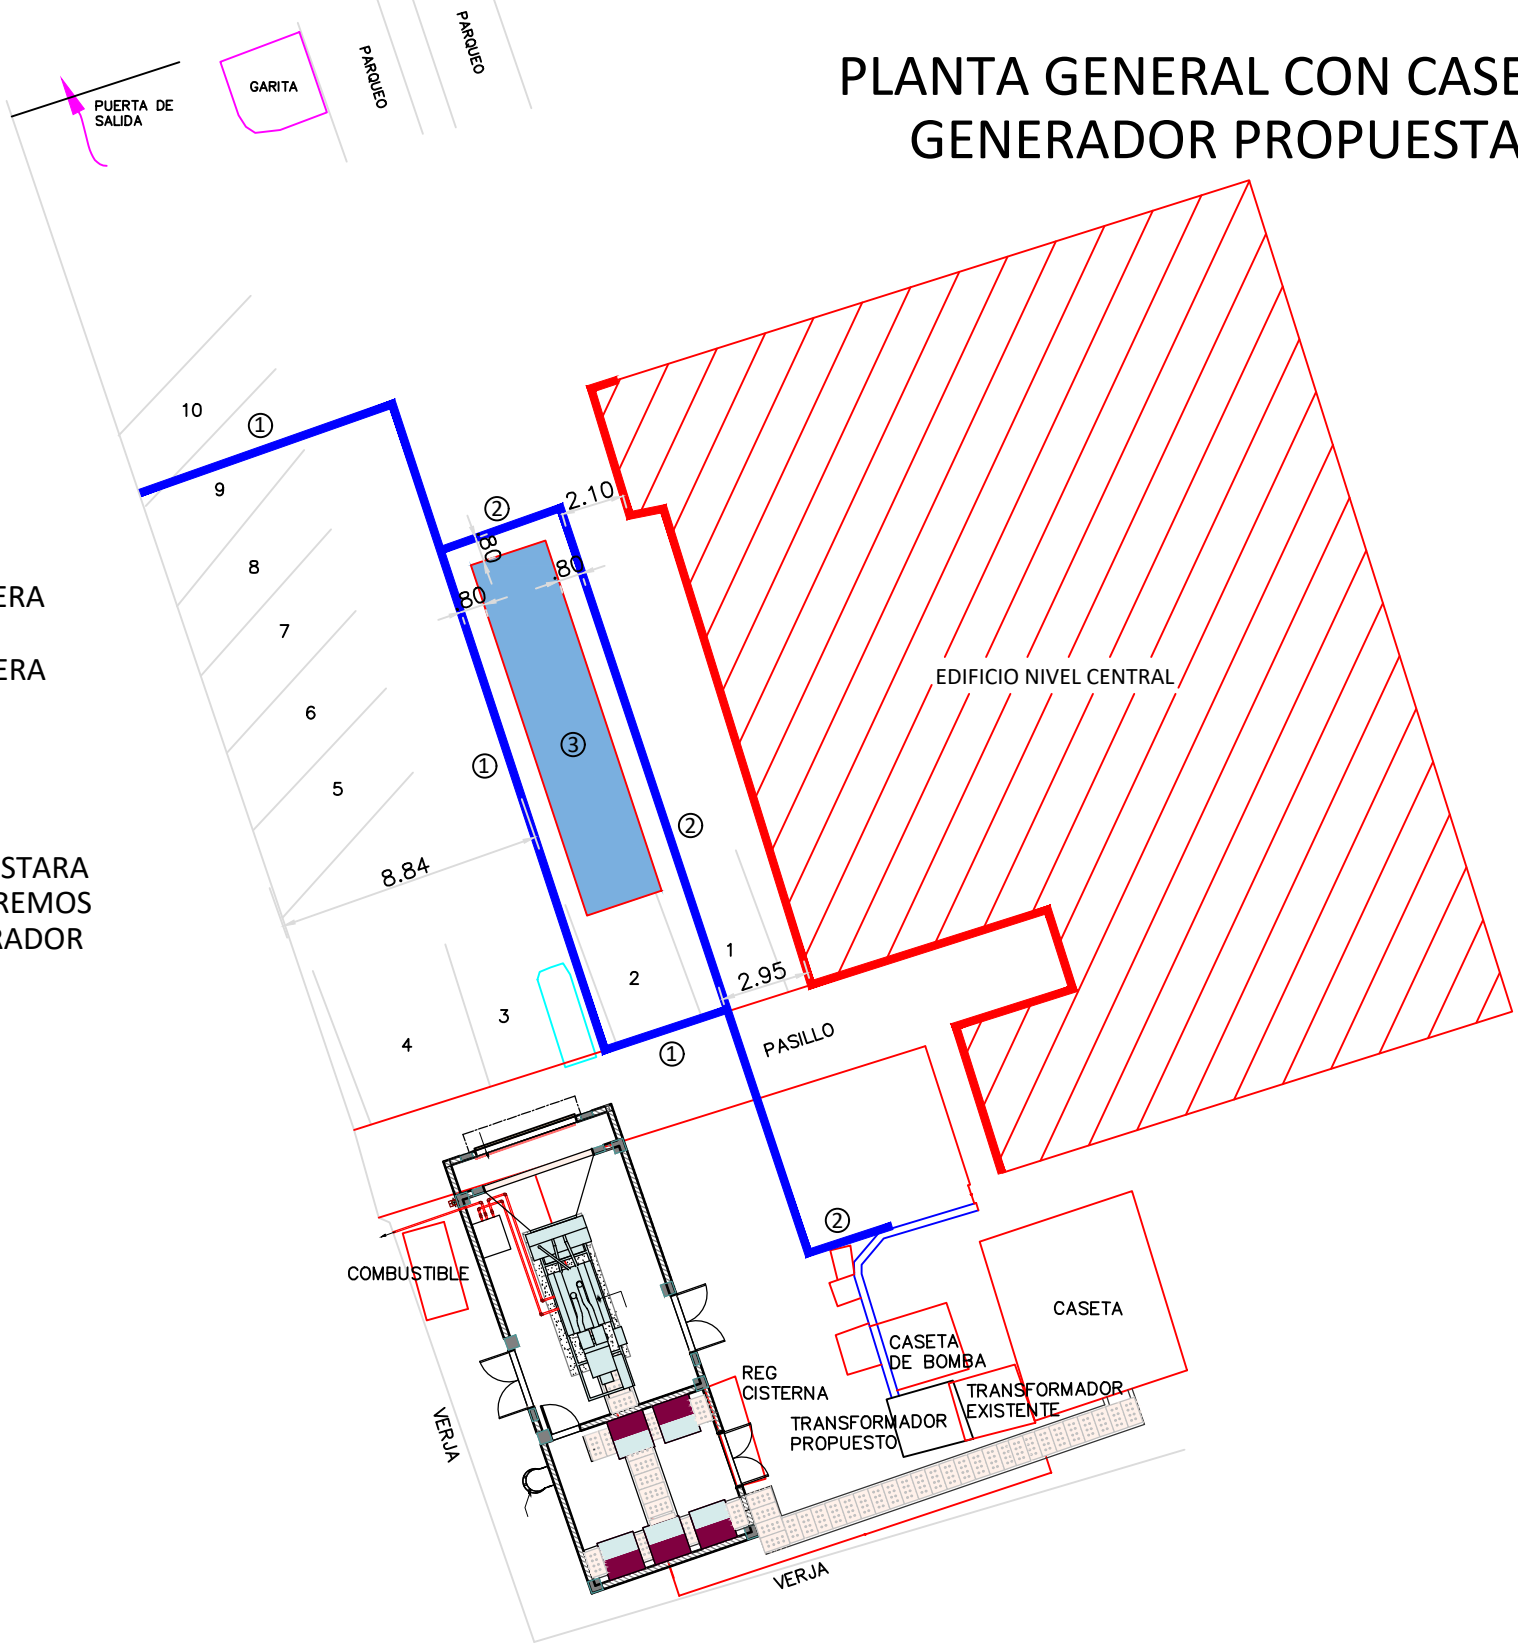 PLANTA GENERAL CON CASE
GENERADOR PROPUESTA
PARQUEO
PARQUEO
GARITA
PUERTA DE
SALIDA
10
①
9
②
2.10
.80
.80
.80
8
ERA
7
ERA
6
①
③
5
②
EDIFICIO NIVEL CENTRAL
8.84
STARA
REMOS
RADOR
1
2
2.95
3
4
①
PASILLO
②
COMBUSTIBLE
CASETA
CASETA
DE BOMBA
REG
CISTERNA
TRANSFORMADOR
EXISTENTE
TRANSFORMADOR
PROPUESTO
VERJA
VERJA